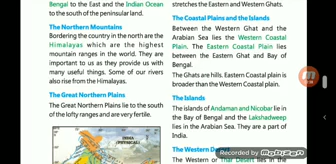 Bengal to the East and the Indian Ocean
to the south of the peninsular land.
The Northern Mountains
Bordering the country in the north are the
Himalayas which are the highest
mountain ranges in the world. They are
important to us as they provide us with
many useful things. Some of our rivers
also rise from the Himalayas.
The Great Northern Plains
The Great Northern Plains lie to the south of
the lofty ranges and are very fertile.
INDIA
(PHYSICAL)
stretches the Eastern and Western Ghats.
The Coastal Plains and the Islands
Between the Western Ghat and the
Arabian Sea lies the Western Coastal
Plain. The Eastern Coastal Plain lies
between the Eastern Ghat and Bay of
Bengal.
The Ghats are hills. Eastern Coastal plain is
broader than the Western Coastal plain.
The Islands
The islands of Andaman and Nicobar lie in
the Bay of Bengal and the Lakshadweep
lies in the Arabian Sea. They are a part of
India.
The Western De
The Western or Thar Desert lies in the